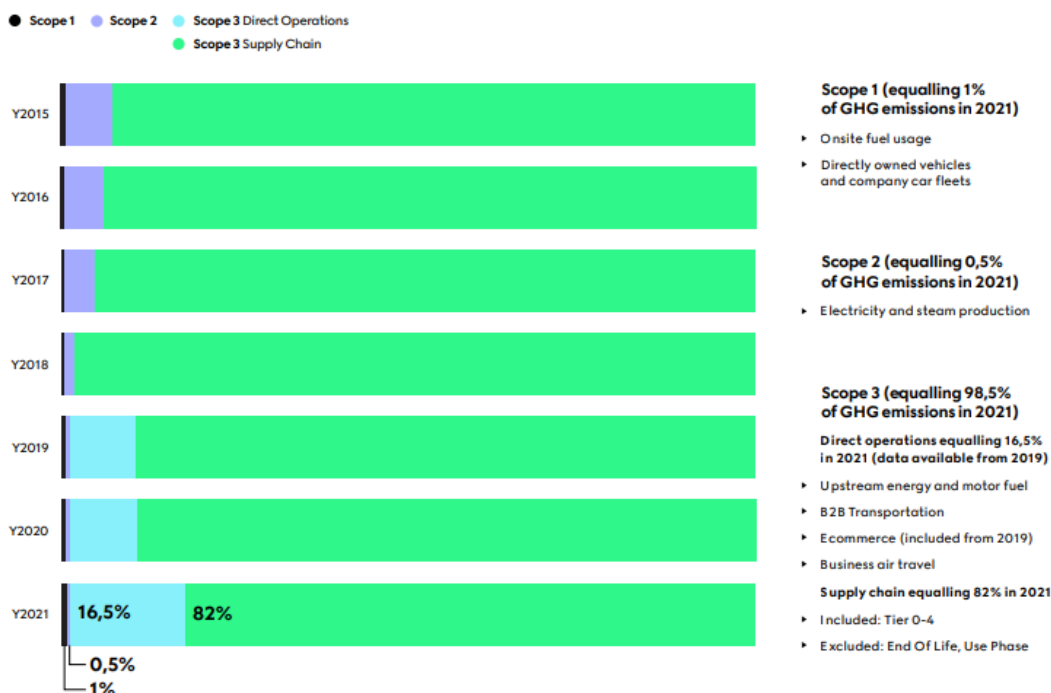 Scope 1 Scope 2 Scope 3 Direct Operations
Scope 3 Supply Chain
Y2015
Y2016
Y2017
Y2018
Y2019
Y2020
Y2021 16,5% 82%
0,5%
1%
Scope 1 (equalling 1%
of GHG emissions in 2021)
▸ Onsite fuel usage
▸ Directly owned vehicles
and company car fleets
Scope 2 (equalling 0,5%
of GHG emissions in 2021)
▸ Electricity and steam production
Scope 3 (equalling 98,5%
of GHG emissions in 2021)
Direct operations equalling 16,5%
in 2021 (data available from 2019)
▸ Upstream energy and motor fuel
▸ B2B Transportation
▸ Ecommerce (included from 2019)
▸ Business air travel
Supply chain equalling 82% in 2021
▸ Included: Tier 0-4
▸ Excluded: End Of Life, Use Phase